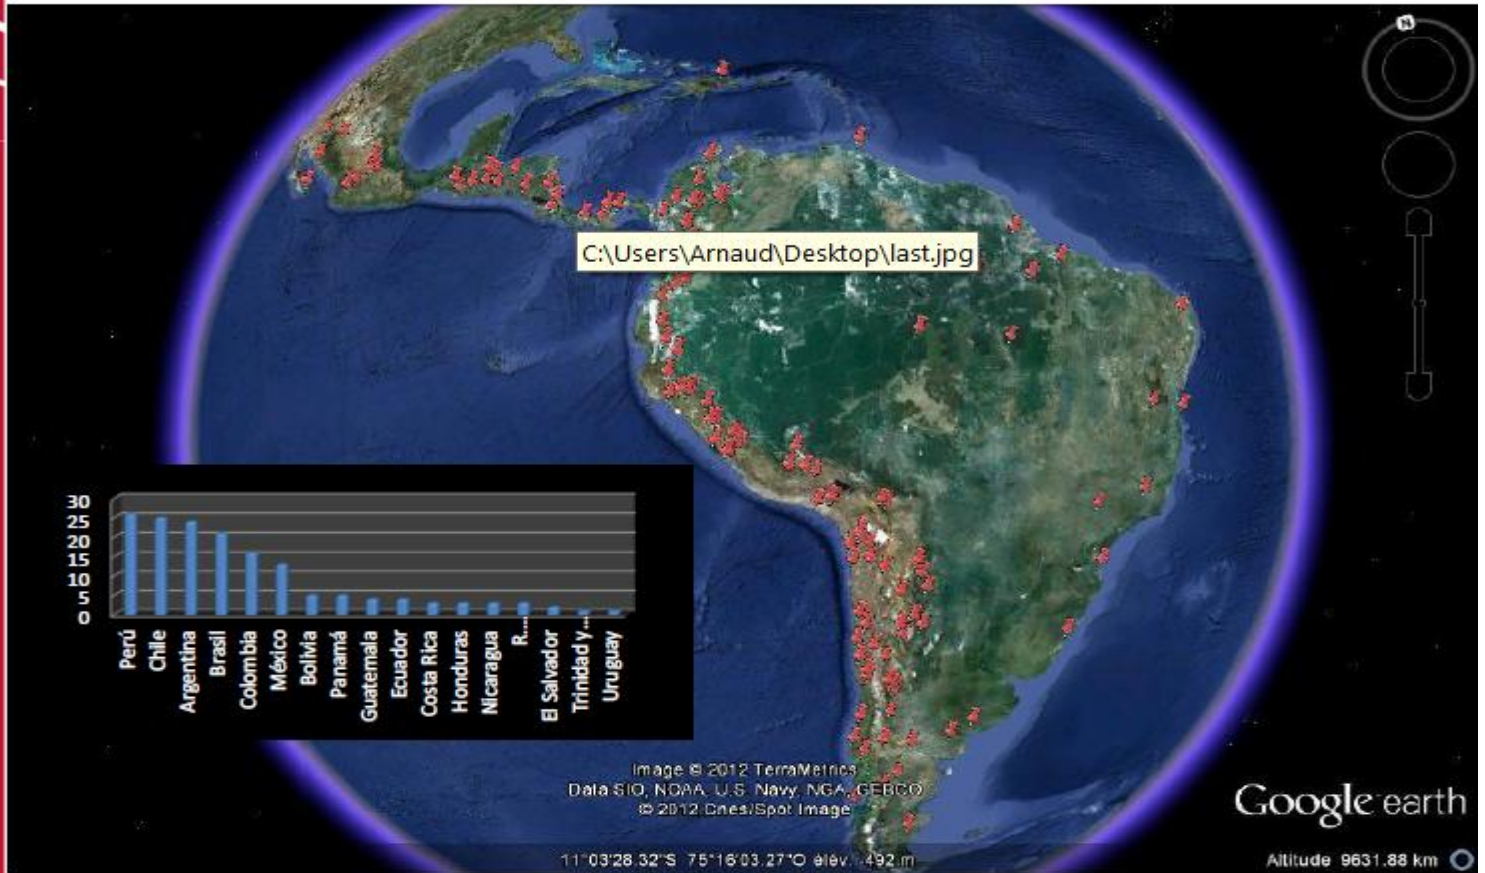 N
C:\Users\Arnaud\Desktop\last.jpg
30
25
20
15
10
5
0
Perú
Chile
Argentina
Brasil
Colombia
México
Bolivia
Panamá
Guatemala
Ecuador
Costa Rica
Honduras
Nicaragua
R....
El Salvador
Trinidad y...
Uruguay
Image © 2012 TerraMetrics
Data SIO, NOAA, U.S. Navy, NGA, GEBCO
© 2012 Cnes/Spot Image
Google earth
11°03'28.32"S 75°16'03.27"O élév. -492 m
Altitude 9631.88 km